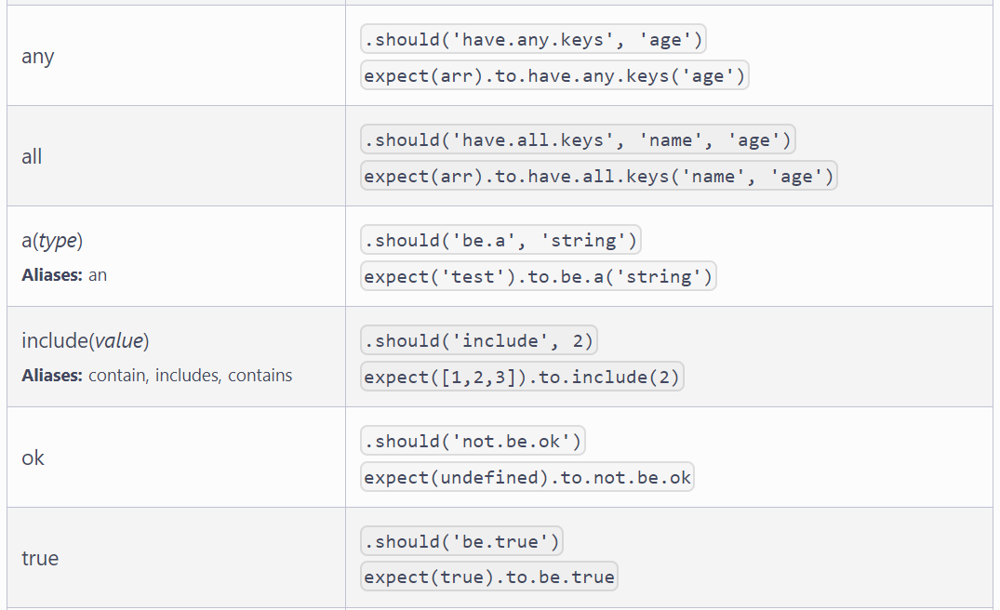 any
.should('have.any.keys', 'age')
expect(arr).to.have.any.keys('age')
all
.should('have.all.keys', 'name', 'age')
expect(arr).to.have.all.keys('name', 'age')
a(type)
Aliases: an
.should('be.a', 'string')
expect('test').to.be.a('string')
include(value)
Aliases: contain, includes, contains
.should('include', 2)
expect([1,2,3]).to.include(2)
ok
.should('not.be.ok')
expect(undefined).to.not.be.ok
true
.should('be.true')
expect(true).to.be.true